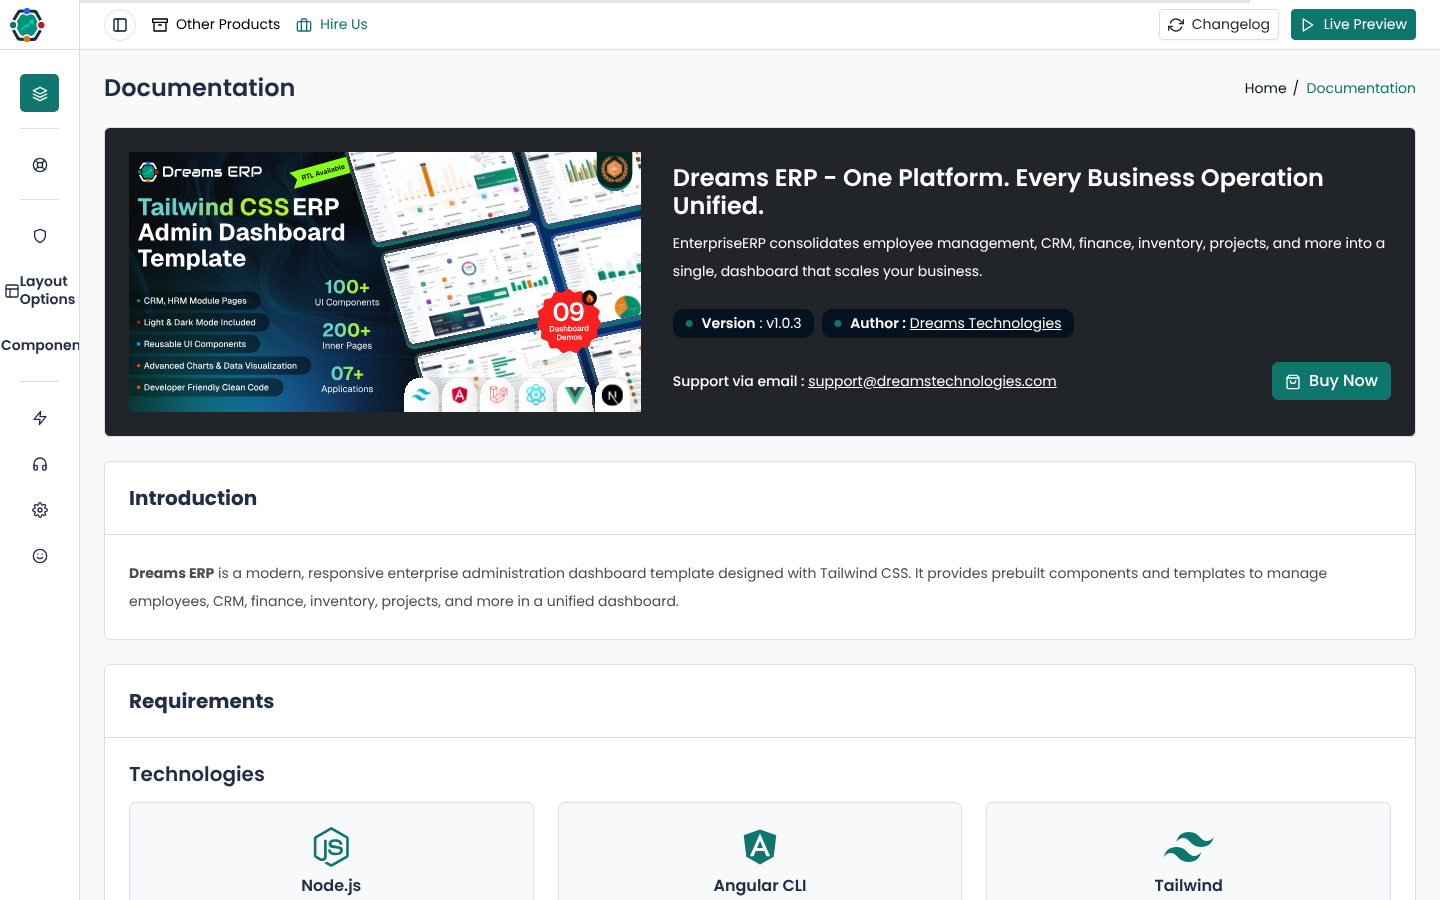 Other Products
Hire Us
Changelog
Live Preview
Documentation
Home / Documentation
Layout
Options
Componen
Dreams ERP
RTL Available
Tailwind CSS ERP
Admin Dashboard
Template
CRM, HRM Module Pages
Light & Dark Mode Included
Reusable UI Components
Advanced Charts & Data Visualization
Developer Friendly Clean Code
100+
UI Components
200+
Inner Pages
07+
Applications
09
Dashboard
Demos
Dreams ERP - One Platform. Every Business Operation
Unified.
EnterpriseERP consolidates employee management, CRM, finance, inventory, projects, and more into a
single, dashboard that scales your business.
Version : v1.0.3
Author : Dreams Technologies
Support via email : support@dreamstechnologies.com
Buy Now
Introduction
Dreams ERP is a modern, responsive enterprise administration dashboard template designed with Tailwind CSS. It provides prebuilt components and templates to manage
employees, CRM, finance, inventory, projects, and more in a unified dashboard.
Requirements
Technologies
Node.js
Angular CLI
Tailwind